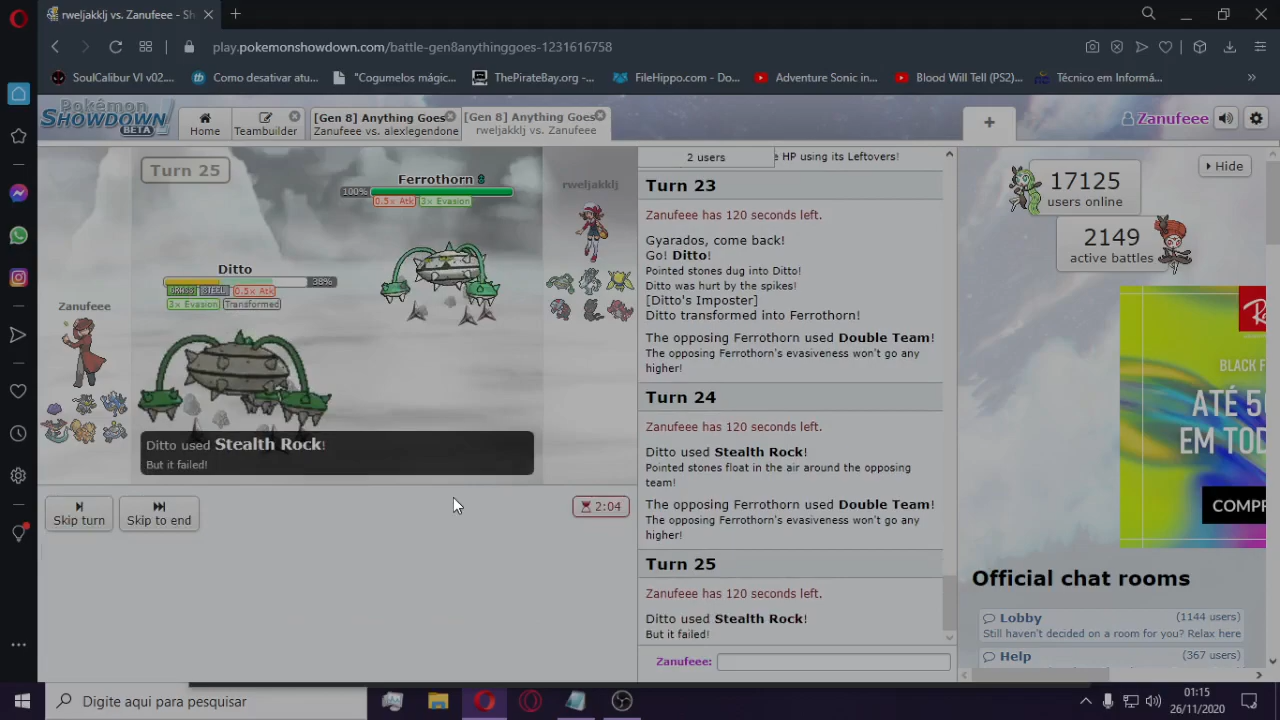 rweljakklj vs. Zanufeee - Sh
play.pokemonshowdown.com/battle-gen8anythinggoes-1231616758
SoulCalibur VI v02....
Como desativar atu...
"Cogumelos mágic...
ThePirateBay.org -...
FileHippo.com - Do...
Adventure Sonic in...
Blood Will Tell (PS2)...
Técnico em Informá...
»
Pokémon
SHOWDOWN
BETA
Home
Teambuilder
[Gen 8] Anything Goes
Zanufeee vs. alexlegendone
[Gen 8] Anything Goes
rweljakklj vs. Zanufeee
+
Zanufeee
Turn 25
Ferrothorn
100%
0.5× Atk
3× Evasion
rweljakklj
Ditto
38%
GRASS
STEEL
0.5× Atk
3× Evasion
Transformed
Zanufeee
Ditto used Stealth Rock!
But it failed!
Skip turn
Skip to end
2:04
2 users
e HP using its Leftovers!
Turn 23
Zanufeee has 120 seconds left.
Gyarados, come back!
Go! Ditto!
Pointed stones dug into Ditto!
Ditto was hurt by the spikes!
[Ditto's Imposter]
Ditto transformed into Ferrothorn!
The opposing Ferrothorn used Double Team!
The opposing Ferrothorn's evasiveness won't go any
higher!
Turn 24
Zanufeee has 120 seconds left.
Ditto used Stealth Rock!
Pointed stones float in the air around the opposing
team!
The opposing Ferrothorn used Double Team!
The opposing Ferrothorn's evasiveness won't go any
higher!
Turn 25
Zanufeee has 120 seconds left.
Ditto used Stealth Rock!
But it failed!
Zanufeee:
17125
users online
2149
active battles
Hide
BLACK F
ATÉ 50
EM TOD
COMPR
Official chat rooms
Lobby
(1144 users)
Still haven't decided on a room for you? Relax here
Help
(367 users)
Digite aqui para pesquisar
01:15
26/11/2020